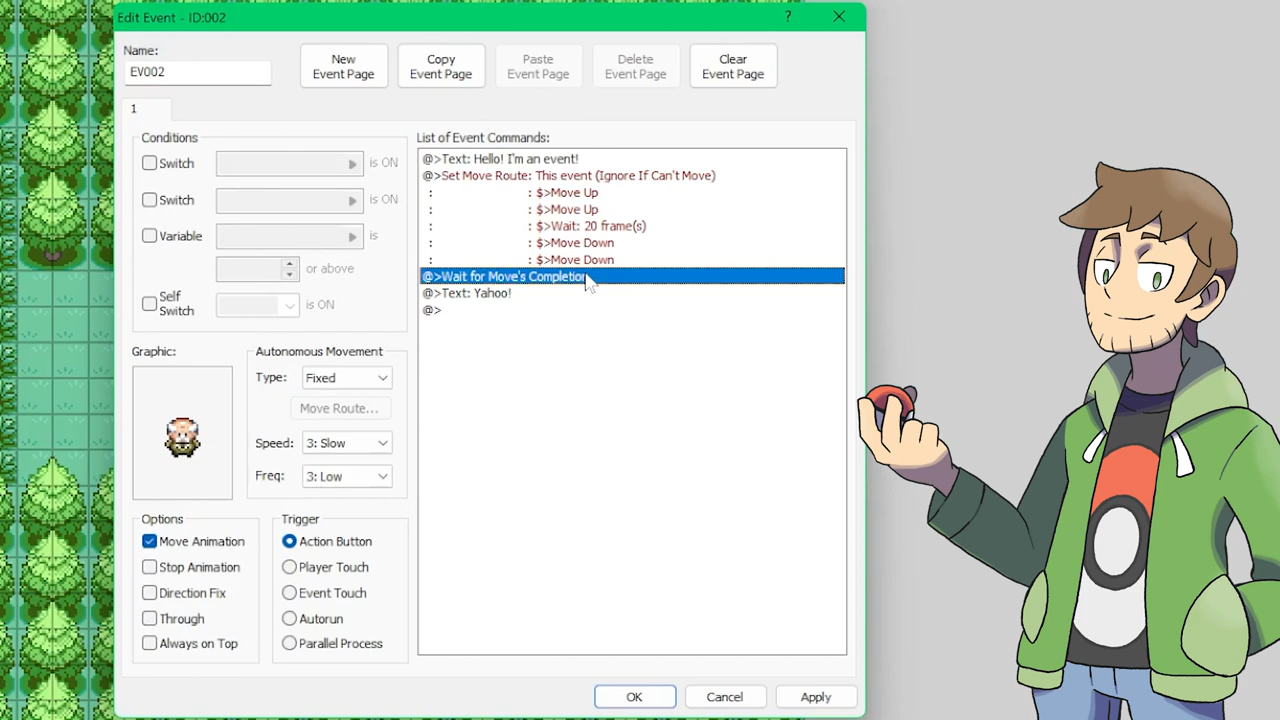 Edit Event - ID:002
?
Name:
EV002
New
Event Page
Copy
Event Page
Paste
Event Page
Delete
Event Page
Clear
Event Page
1
Conditions
Switch
is ON
Switch
is ON
Variable
is
or above
Self
Switch
is ON
Graphic:
Autonomous Movement
Type:
Fixed
Move Route...
Speed:
3: Slow
Freq:
3: Low
Options
Move Animation
Stop Animation
Direction Fix
Through
Always on Top
Trigger
Action Button
Player Touch
Event Touch
Autorun
Parallel Process
List of Event Commands:
@>Text: Hello! I'm an event!
@>Set Move Route: This event (Ignore If Can't Move)
: : $>Move Up
: : $>Move Up
: : $>Wait: 20 frame(s)
: : $>Move Down
: : $>Move Down
@>Wait for Move's Completion
@>Text: Yahoo!
@>
OK
Cancel
Apply